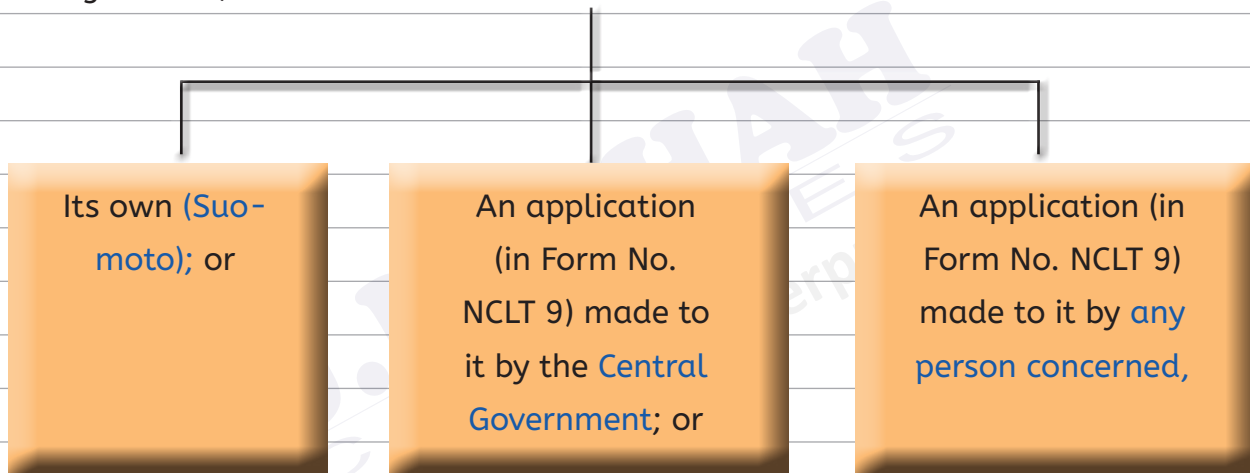 Its own (Suo-
moto); or
An application
(in Form No.
NCLT 9) made to
it by the Central
Government; or
An application (in
Form No. NCLT 9)
made to it by any
person concerned,